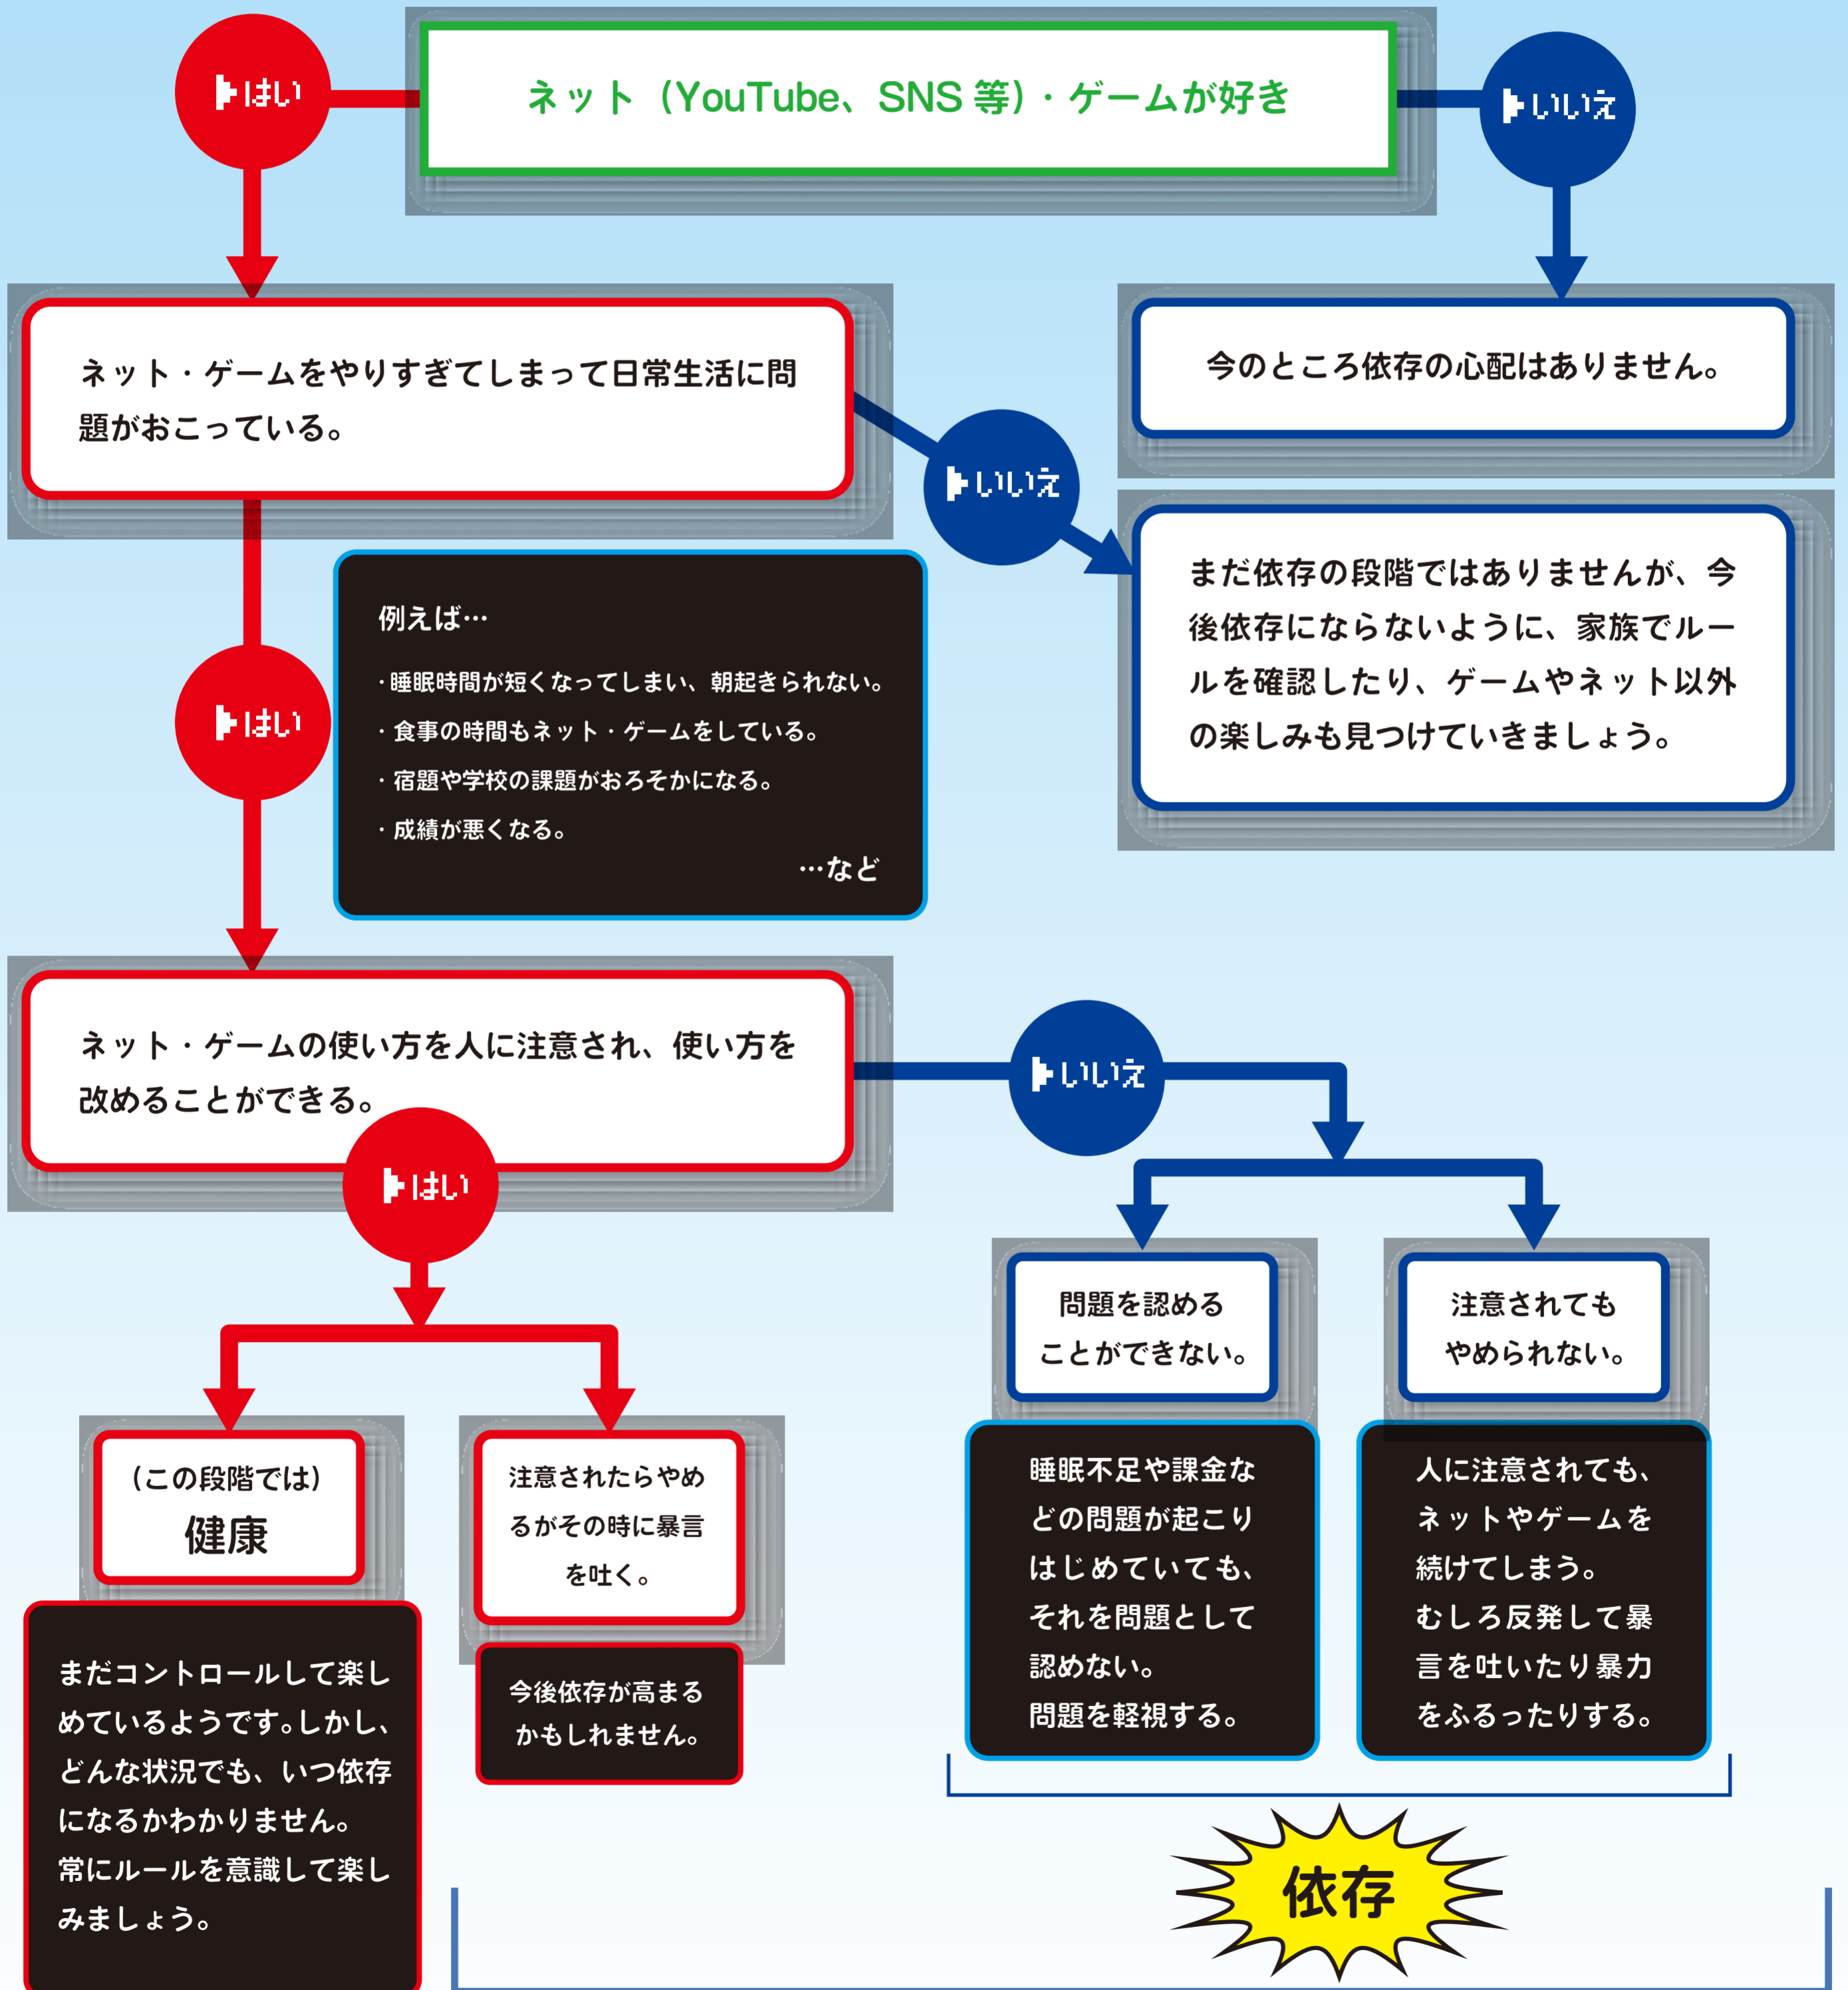 ネット（YouTube、SNS 等）・ゲームが好き
はい
いいえ
ネット・ゲームをやりすぎてしまって日常生活に問
題がおこっている。
今のところ依存の心配はありません。
いいえ
まだ依存の段階ではありませんが、今
後依存にならないように、家族でルー
ルを確認したり、ゲームやネット以外
の楽しみも見つけていきましょう。
はい
例えば…
・睡眠時間が短くなってしまい、朝起きられない。
・食事の時間もネット・ゲームをしている。
・宿題や学校の課題がおろそかになる。
・成績が悪くなる。
…など
ネット・ゲームの使い方を人に注意され、使い方を
改めることができる。
いいえ
はい
（この段階では）
健康
まだコントロールして楽し
めているようです。しかし、
どんな状況でも、いつ依存
になるかわかりません。
常にルールを意識して楽し
みましょう。
注意されたらやめ
るがその時に暴言
を吐く。
今後依存が高まる
かもしれません。
問題を認める
ことができない。
睡眠不足や課金な
どの問題が起こり
はじめていても、
それを問題として
認めない。
問題を軽視する。
注意されても
やめられない。
人に注意されても、
ネットやゲームを
続けてしまう。
むしろ反発して暴
言を吐いたり暴力
をふるったりする。
依存